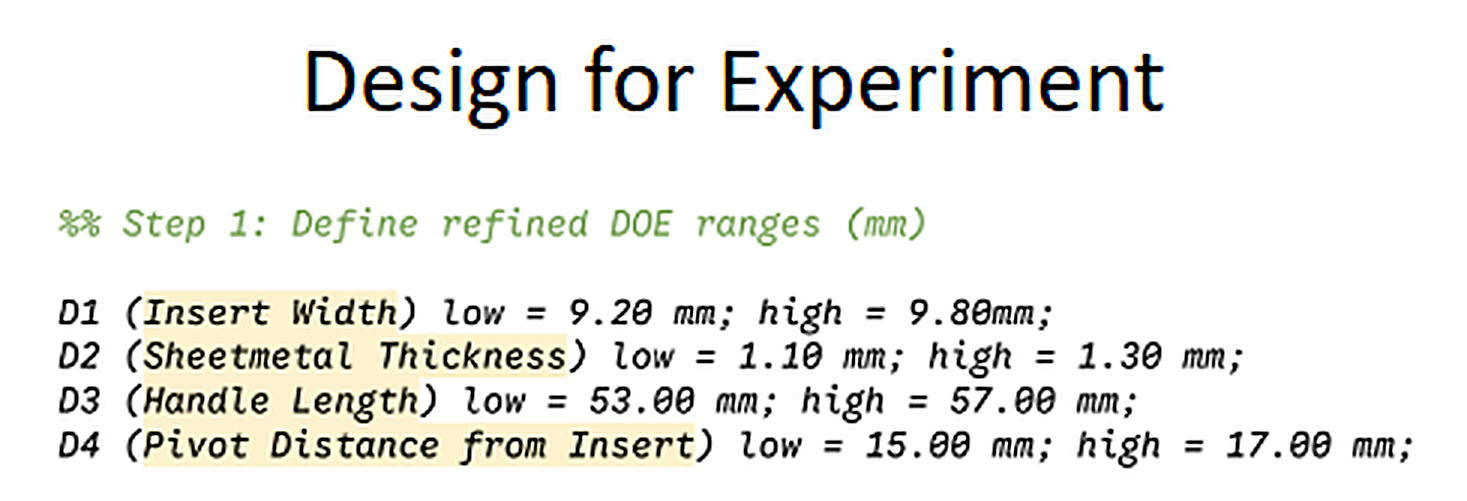 Design for Experiment
%% Step 1: Define refined DOE ranges (mm)
D1 (Insert Width) low = 9.20 mm; high = 9.80mm;
D2 (Sheetmetal Thickness) low = 1.10 mm; high = 1.30 mm;
D3 (Handle Length) low = 53.00 mm; high = 57.00 mm;
D4 (Pivot Distance from Insert) low = 15.00 mm; high = 17.00 mm;